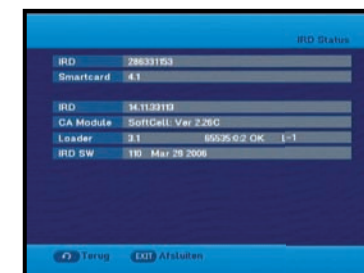 IRD Status
IRD 286331153
Smartcard 4.1
IRD 14.11.33113
CA Module SoftCell: Ver 2.26C
Loader 3.1 65535:0:2 OK [-1
IRD SW 110 Mar 28 2006
Terug EXIT Afsluiten